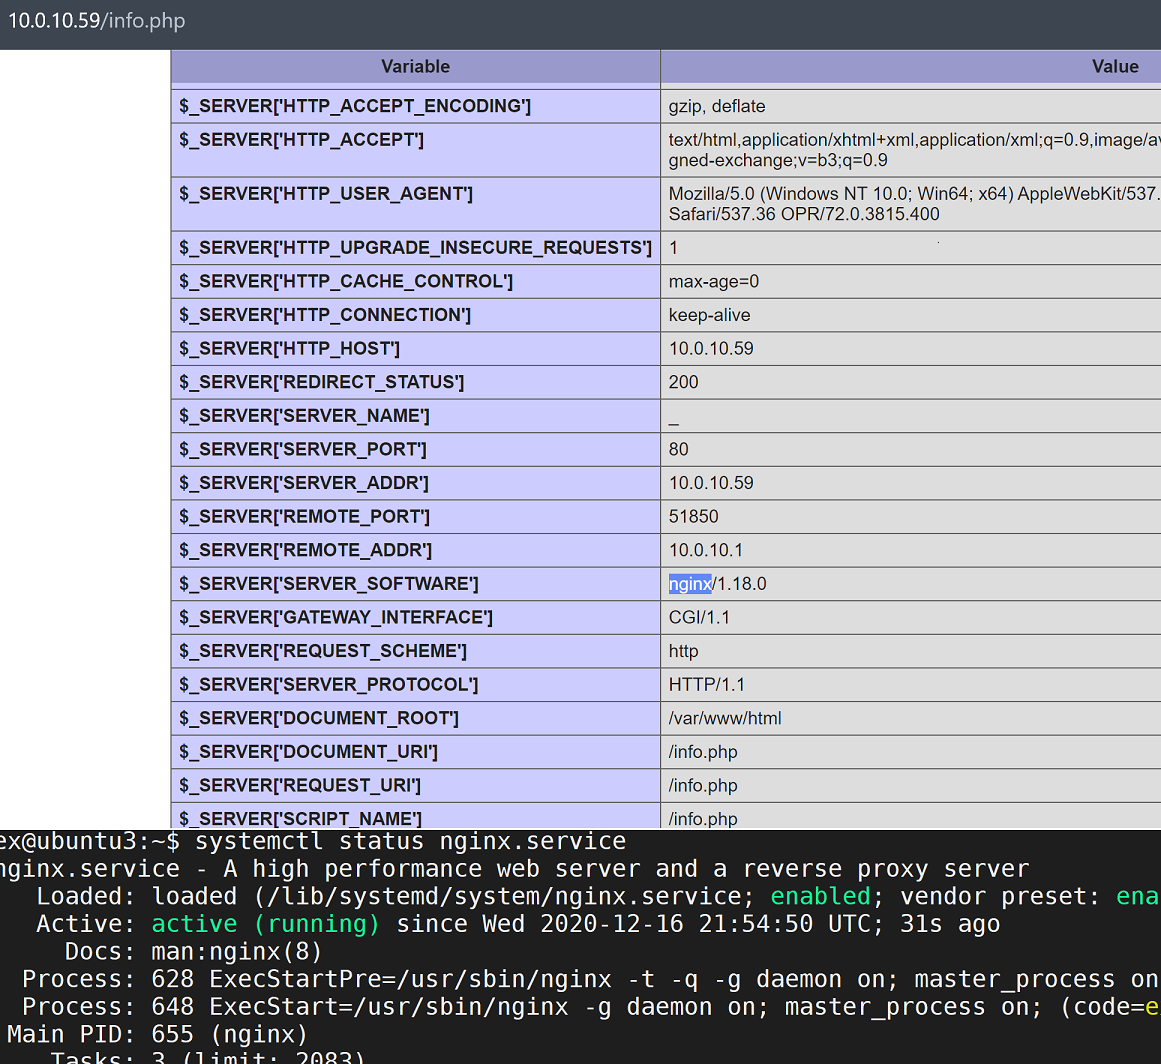 10.0.10.59/info.php
Variable Value
$_SERVER['HTTP_ACCEPT_ENCODING'] gzip, deflate
$_SERVER['HTTP_ACCEPT'] text/html,application/xhtml+xml,application/xml;q=0.9,image/av
gned-exchange;v=b3;q=0.9
$_SERVER['HTTP_USER_AGENT'] Mozilla/5.0 (Windows NT 10.0; Win64; x64) AppleWebKit/537.
Safari/537.36 OPR/72.0.3815.400
$_SERVER['HTTP_UPGRADE_INSECURE_REQUESTS'] 1
$_SERVER['HTTP_CACHE_CONTROL'] max-age=0
$_SERVER['HTTP_CONNECTION'] keep-alive
$_SERVER['HTTP_HOST'] 10.0.10.59
$_SERVER['REDIRECT_STATUS'] 200
$_SERVER['SERVER_NAME'] _
$_SERVER['SERVER_PORT'] 80
$_SERVER['SERVER_ADDR'] 10.0.10.59
$_SERVER['REMOTE_PORT'] 51850
$_SERVER['REMOTE_ADDR'] 10.0.10.1
$_SERVER['SERVER_SOFTWARE'] nginx/1.18.0
$_SERVER['GATEWAY_INTERFACE'] CGI/1.1
$_SERVER['REQUEST_SCHEME'] http
$_SERVER['SERVER_PROTOCOL'] HTTP/1.1
$_SERVER['DOCUMENT_ROOT'] /var/www/html
$_SERVER['DOCUMENT_URI'] /info.php
$_SERVER['REQUEST_URI'] /info.php
$_SERVER['SCRIPT_NAME'] /info.php
ex@ubuntu3:~$ systemctl status nginx.service
nginx.service - A high performance web server and a reverse proxy server
Loaded: loaded (/lib/systemd/system/nginx.service; enabled; vendor preset: ena
Active: active (running) since Wed 2020-12-16 21:54:50 UTC; 31s ago
Docs: man:nginx(8)
Process: 628 ExecStartPre=/usr/sbin/nginx -t -q -g daemon on; master_process on
Process: 648 ExecStart=/usr/sbin/nginx -g daemon on; master_process on; (code=e
Main PID: 655 (nginx)
Tasks: 3 (limit: 2083)